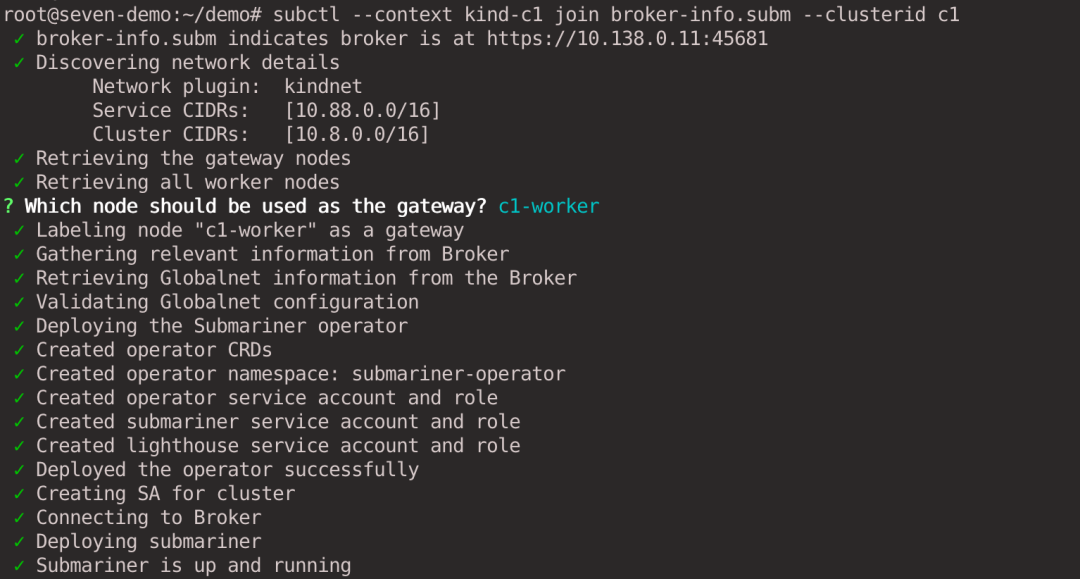 root@seven-demo:~/demo# subctl --context kind-c1 join broker-info.subm --clusterid c1
✓ broker-info.subm indicates broker is at https://10.138.0.11:45681
✓ Discovering network details
Network plugin:  kindnet
Service CIDRs:   [10.88.0.0/16]
Cluster CIDRs:   [10.8.0.0/16]
✓ Retrieving the gateway nodes
✓ Retrieving all worker nodes
? Which node should be used as the gateway? c1-worker
✓ Labeling node "c1-worker" as a gateway
✓ Gathering relevant information from Broker
✓ Retrieving Globalnet information from the Broker
✓ Validating Globalnet configuration
✓ Deploying the Submariner operator
✓ Created operator CRDs
✓ Created operator namespace: submariner-operator
✓ Created operator service account and role
✓ Created submariner service account and role
✓ Created lighthouse service account and role
✓ Deployed the operator successfully
✓ Creating SA for cluster
✓ Connecting to Broker
✓ Deploying submariner
✓ Submariner is up and running